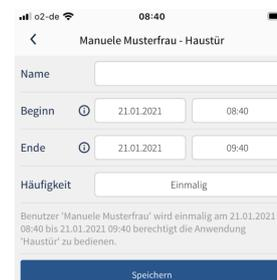 o2-de 08:40
Manuele Musterfrau - Haustür
Name
Beginn 21.01.2021 08:40
Ende 21.01.2021 09:40
Häufigkeit Einmalig
Benutzer 'Manuele Musterfrau' wird einmalig am 21.01.2021
08:40 bis 21.01.2021 09:40 berechtigt die Anwendung
'Haustür' zu bedienen.
Speichern